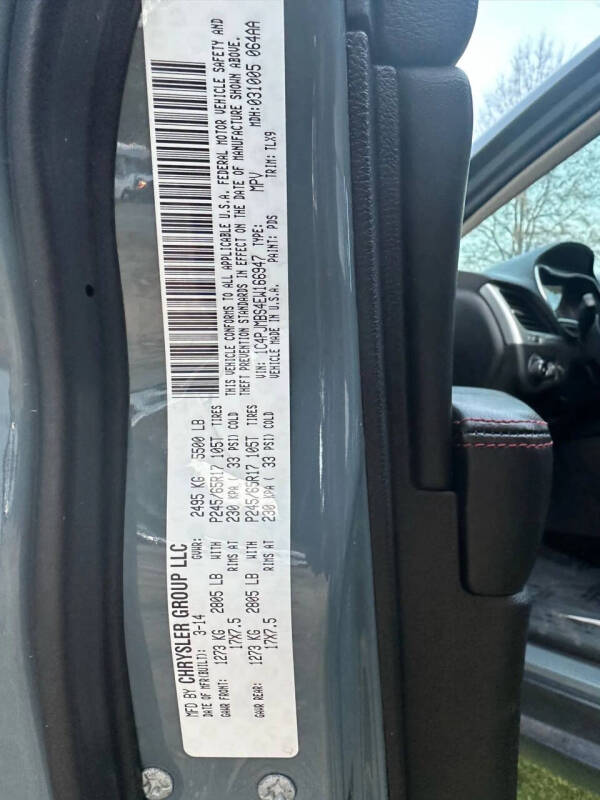 MFD BY CHRYSLER GROUP LLC
DATE OF MFR(BUILT): 3-14 GVWR: 2495 KG 5500 LB
GAWR FRONT: 1273 KG 2805 LB WITH P245/65R17 105T TIRES
17X7.5 RIMS AT 230 KPA ( 33 PSI) COLD
GAWR REAR: 1273 KG 2805 LB WITH P245/65R17 105T TIRES
17X7.5 RIMS AT 230 KPA ( 33 PSI) COLD
THIS VEHICLE CONFORMS TO ALL APPLICABLE U.S.A. FEDERAL MOTOR VEHICLE SAFETY AND
THEFT PREVENTION STANDARDS IN EFFECT ON THE DATE OF MANUFACTURE SHOWN ABOVE.
MDH:031005 064AA
VIN: 1C4PJMBS4EW166947 TYPE: MPV
VEHICLE MADE IN U.S.A. PAINT: PDS TRIM: TLX9